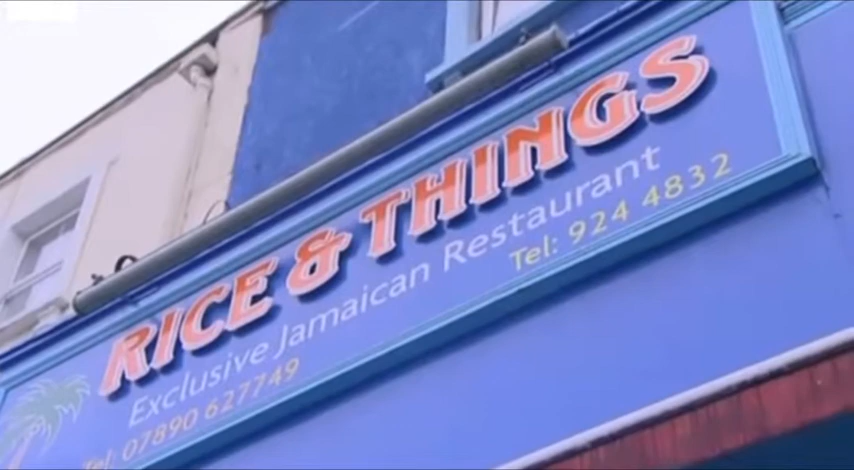 RICE & THINGS
Exclusive Jamaican Restaurant
Tel: 07890 627749
Tel: 924 4832